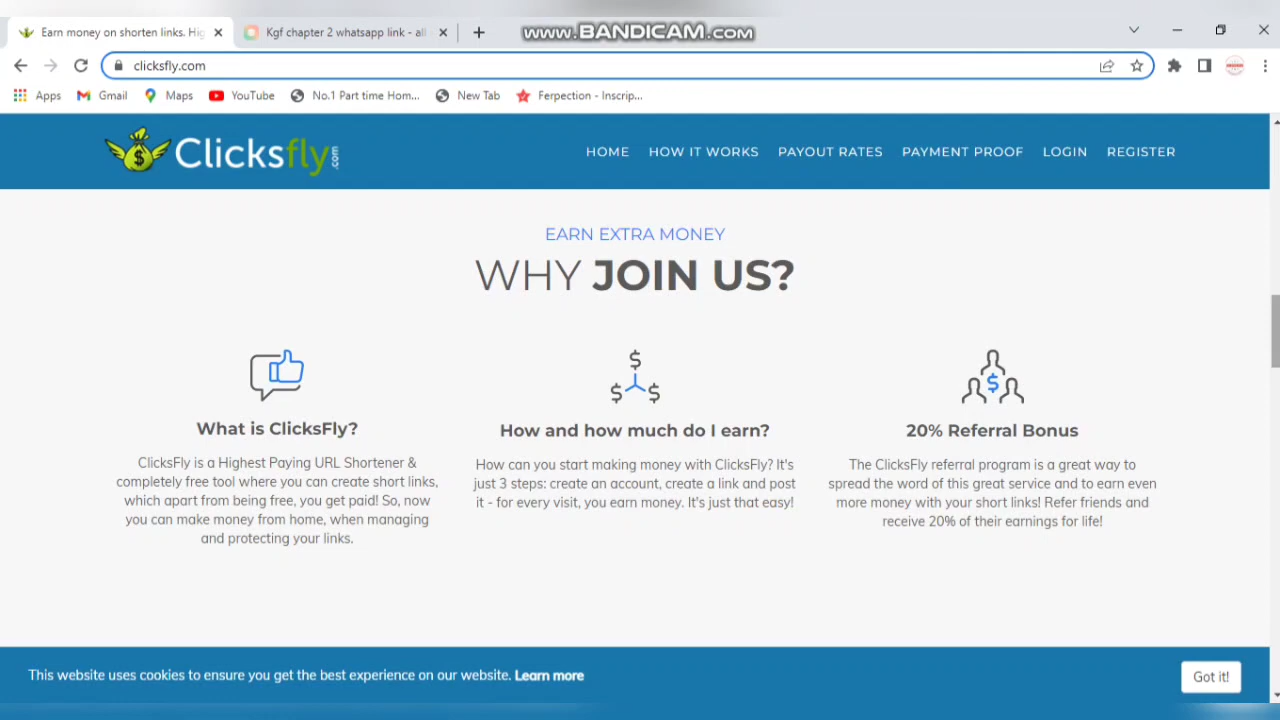 Earn money on shorten links. Hig
Kgf chapter 2 whatsapp link - all
www.BANDICAM.com
clicksfly.com
Apps
Gmail
Maps
YouTube
No.1 Part time Hom...
New Tab
Ferpection - Inscrip...
Clicksfly.com
HOME
HOW IT WORKS
PAYOUT RATES
PAYMENT PROOF
LOGIN
REGISTER
EARN EXTRA MONEY
WHY JOIN US?
What is ClicksFly?
ClicksFly is a Highest Paying URL Shortener &
completely free tool where you can create short links,
which apart from being free, you get paid! So, now
you can make money from home, when managing
and protecting your links.
How and how much do I earn?
How can you start making money with ClicksFly? It's
just 3 steps: create an account, create a link and post
it - for every visit, you earn money. It's just that easy!
20% Referral Bonus
The ClicksFly referral program is a great way to
spread the word of this great service and to earn even
more money with your short links! Refer friends and
receive 20% of their earnings for life!
This website uses cookies to ensure you get the best experience on our website. Learn more
Got it!